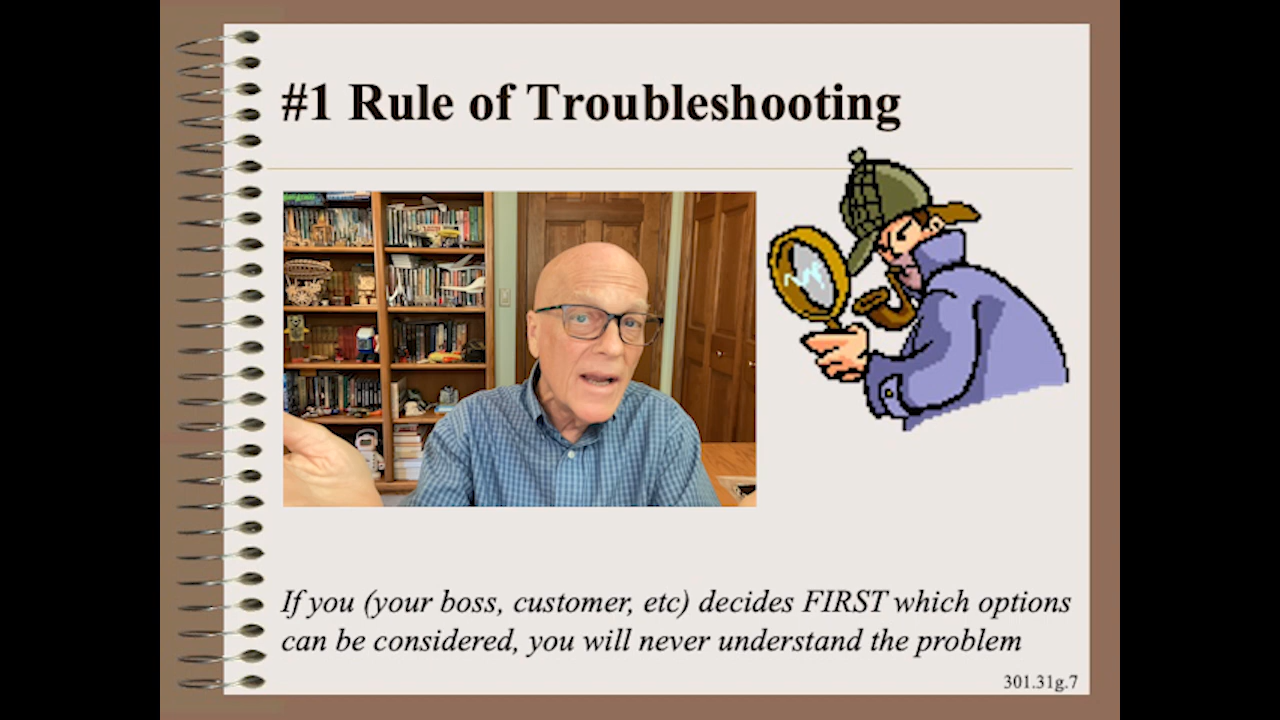 #1 Rule of Troubleshooting
If you (your boss, customer, etc) decides FIRST which options
can be considered, you will never understand the problem
301.31g.7